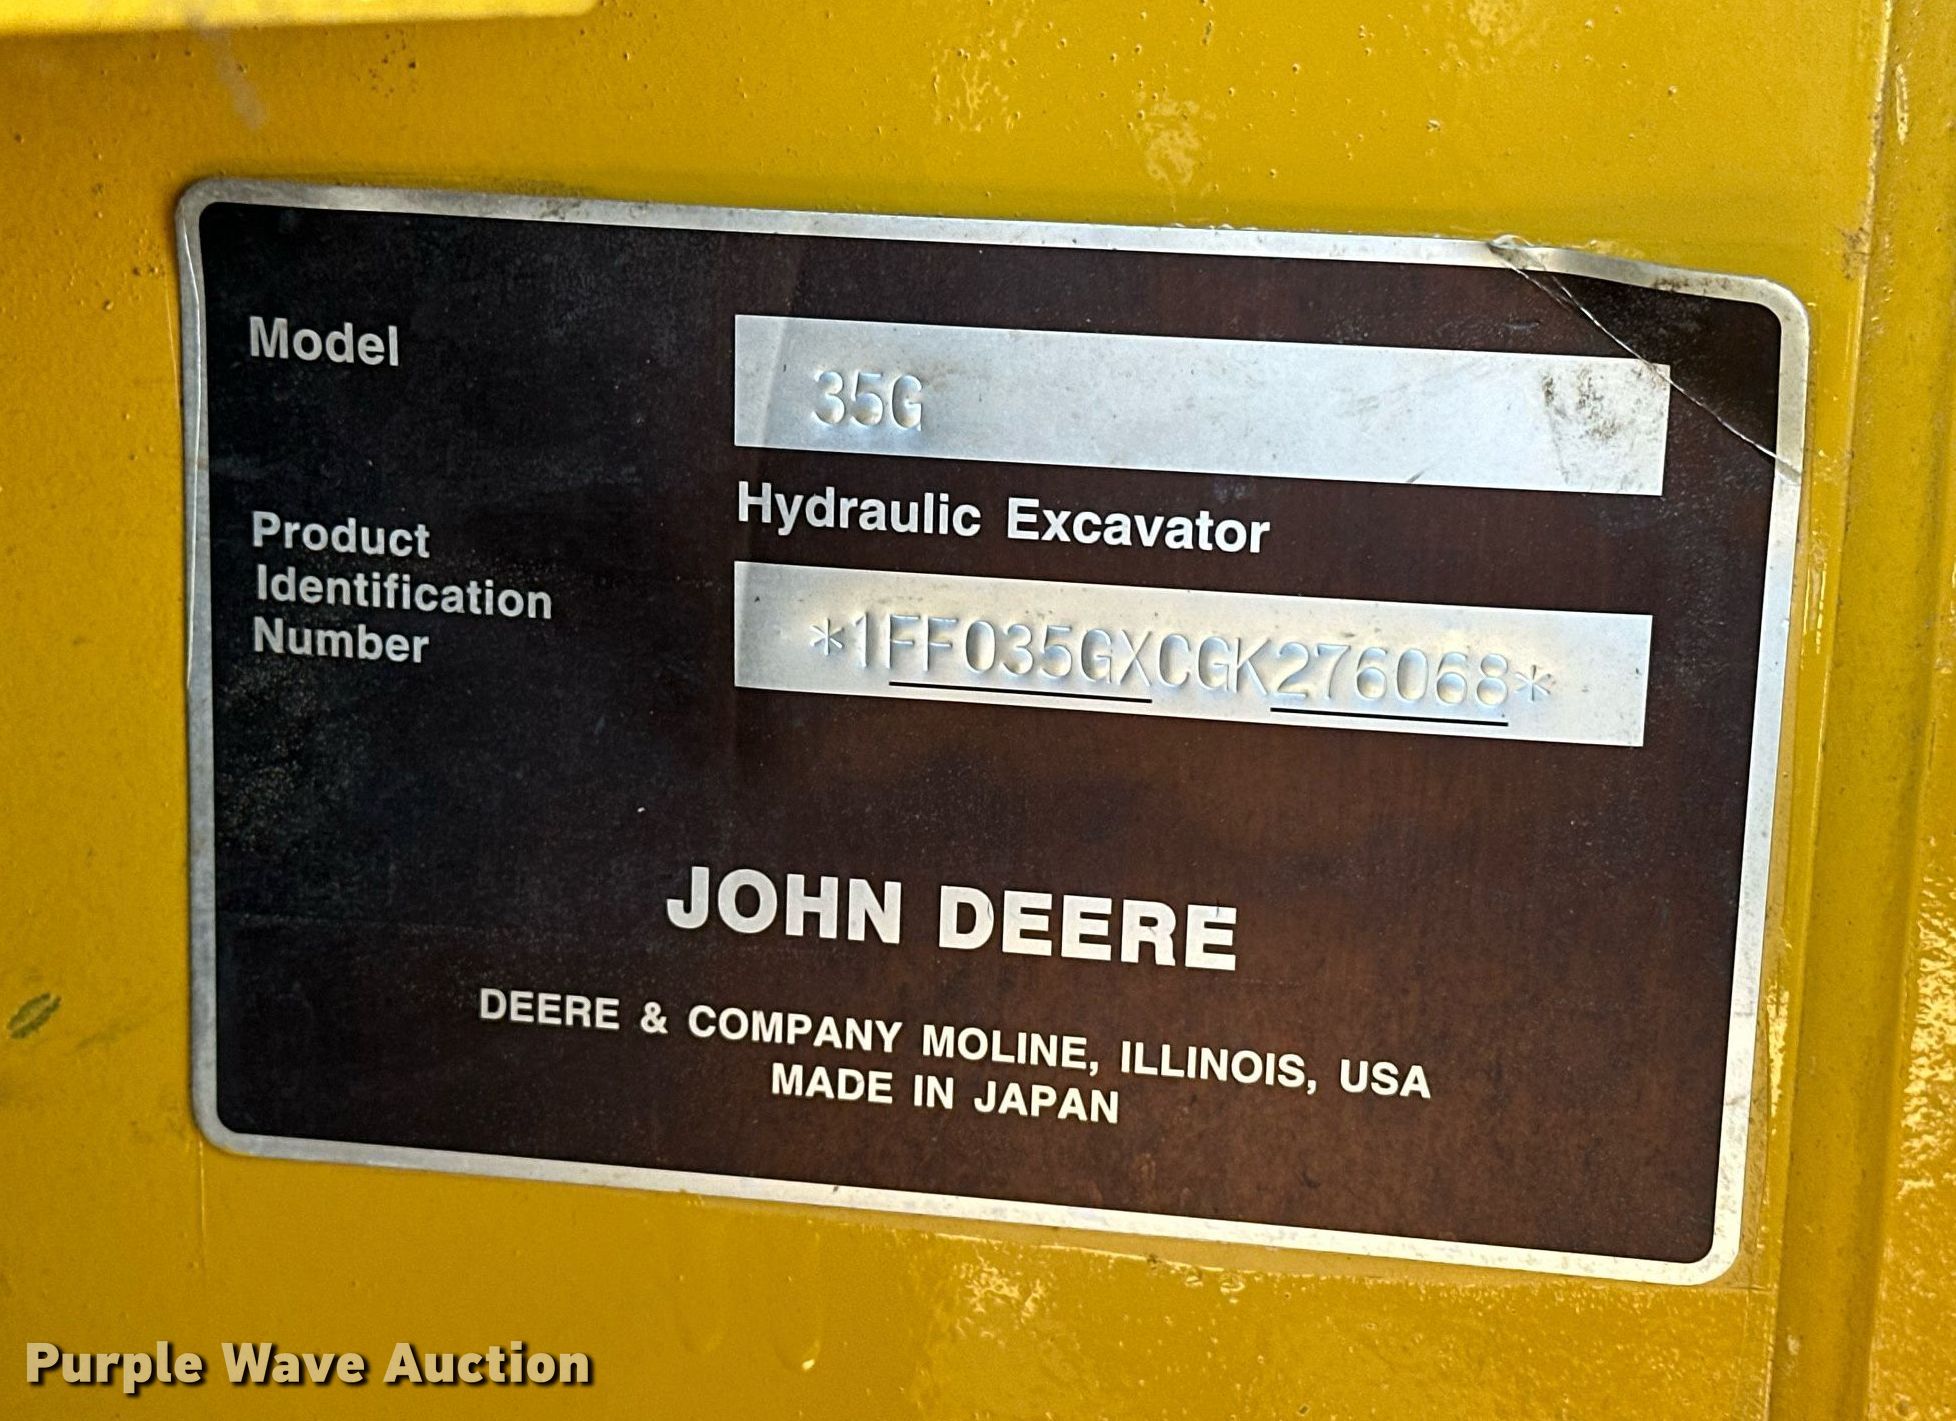 Model
35G
Hydraulic Excavator
Product
Identification
Number
*1FF035GXCGK276068*
JOHN DEERE
DEERE & COMPANY MOLINE, ILLINOIS, USA
MADE IN JAPAN
Purple Wave Auction